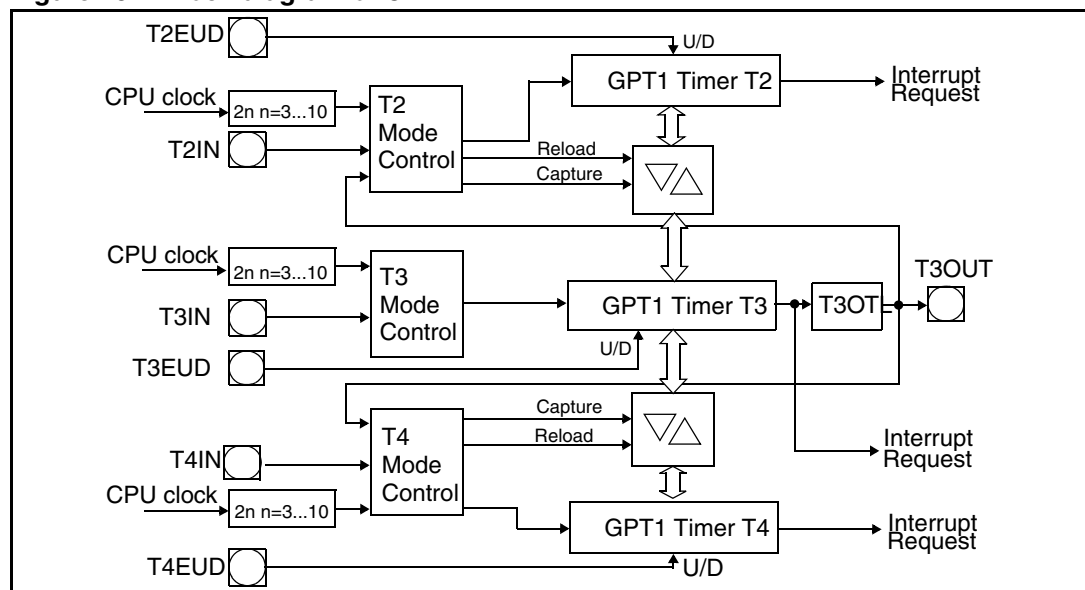 T2EUD
U/D
GPT1 Timer T2
Interrupt
Request
CPU clock
2n n=3...10
T2
Mode
Control
T2IN
Reload
Capture
CPU clock
2n n=3...10
T3
Mode
Control
T3IN
GPT1 Timer T3
T3OTL
T3OUT
U/D
T3EUD
Capture
Reload
T4
Mode
Control
T4IN
Interrupt
Request
CPU clock
2n n=3...10
GPT1 Timer T4
Interrupt
Request
T4EUD
U/D